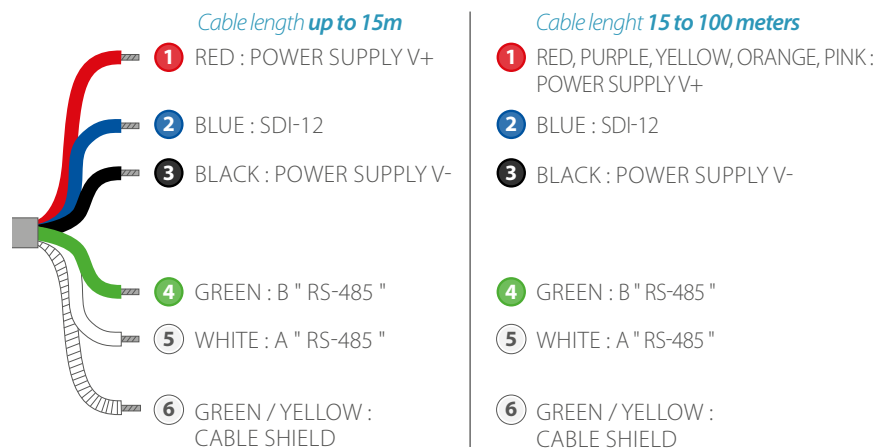 Cable length up to 15m
1 RED : POWER SUPPLY V+
2 BLUE : SDI-12
3 BLACK : POWER SUPPLY V-
4 GREEN : B " RS-485 "
5 WHITE : A " RS-485 "
6 GREEN / YELLOW :
CABLE SHIELD
Cable lenght 15 to 100 meters
1 RED, PURPLE, YELLOW, ORANGE, PINK :
POWER SUPPLY V+
2 BLUE : SDI-12
3 BLACK : POWER SUPPLY V-
4 GREEN : B " RS-485 "
5 WHITE : A " RS-485 "
6 GREEN / YELLOW :
CABLE SHIELD